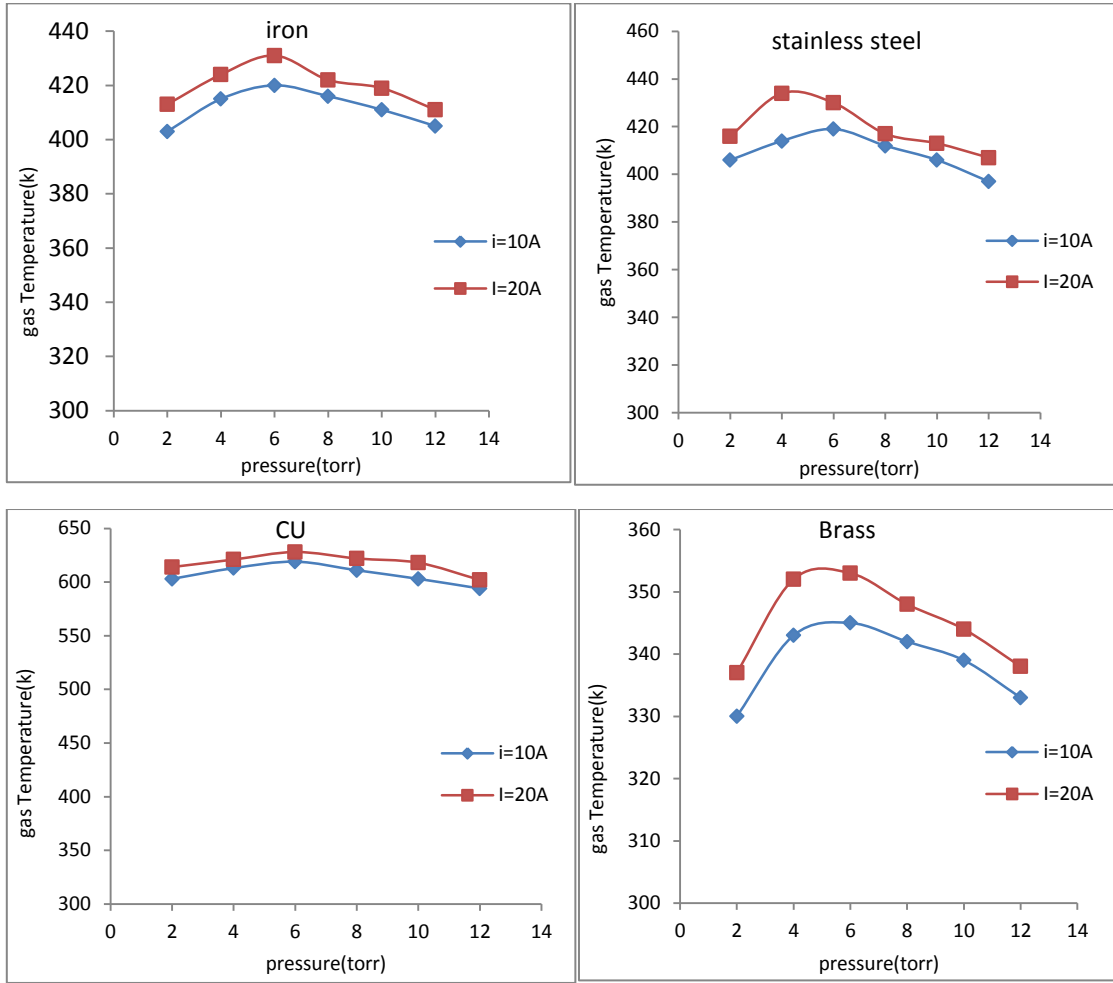 iron
440
420
400
380
360
340
320
300
0 2 4 6 8 10 12 14
gas Temperature(k)
pressure(torr)
i=10A
I=20A
stainless steel
460
440
420
400
380
360
340
320
300
0 2 4 6 8 10 12 14
gas Temperature(k)
pressure(torr)
i=10A
I=20A
CU
650
600
550
500
450
400
350
300
0 2 4 6 8 10 12 14
gas Temperature(k)
pressure(torr)
i=10A
I=20A
Brass
360
350
340
330
320
310
300
0 2 4 6 8 10 12 14
gas Temperature(k)
pressure(torr)
i=10A
I=20A